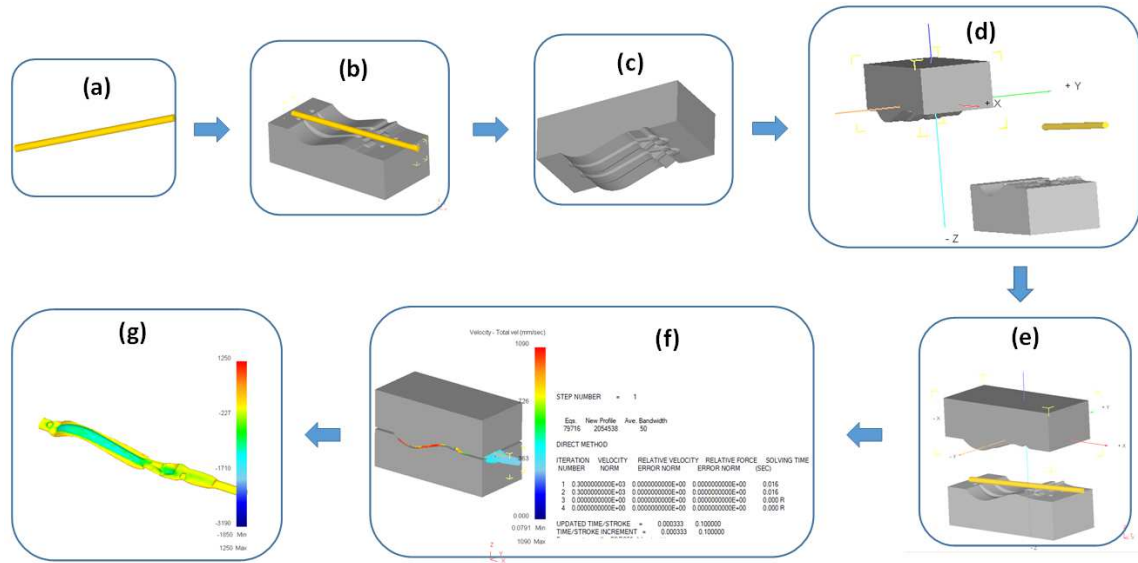 (a)
(b)
(c)
(d)
+ X
+ Y
- Z
(g)
1250
-227
-1710
-3190
-1850 Min
1250 Max
(f)
Velocity - Total vel (mm/sec)
1090
726
363
0.000
0.0791 Min
1090 Max
STEP NUMBER = 1
Eqs. New Profile Ave. Bandwidth
79716 2054538 50
DIRECT METHOD
ITERATION VELOCITY RELATIVE VELOCITY RELATIVE FORCE SOLVING TIME
NUMBER NORM ERROR NORM ERROR NORM (SEC)
1 0.3000000000E+03 0.0000000000E+00 0.0000000000E+00 0.016
2 0.3000000000E+03 0.0000000000E+00 0.0000000000E+00 0.016
3 0.0000000000E+00 0.0000000000E+00 0.0000000000E+00 0.000 R
4 0.0000000000E+00 0.0000000000E+00 0.0000000000E+00 0.000 R
UPDATED TIME/STROKE = 0.000333 0.100000
TIME/STROKE INCREMENT = 0.000333 0.100000
(e)